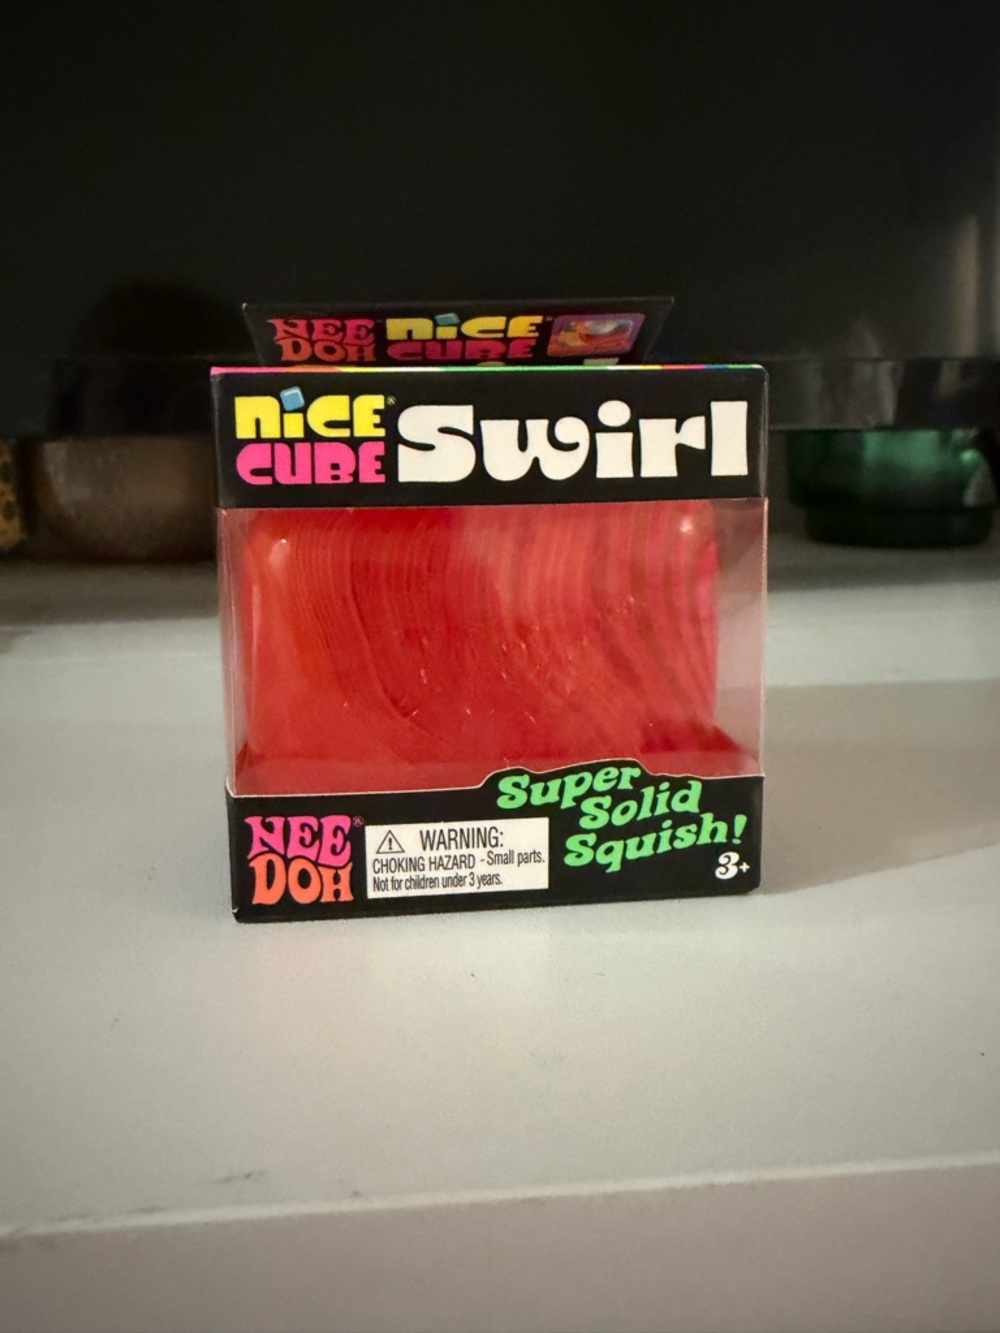 NEE DOH
NiCE CUBE
NiCE®
CUBE
Swirl
Super
Solid
Squish!
NEE®
DOH
WARNING:
CHOKING HAZARD - Small parts.
Not for children under 3 years.
3+